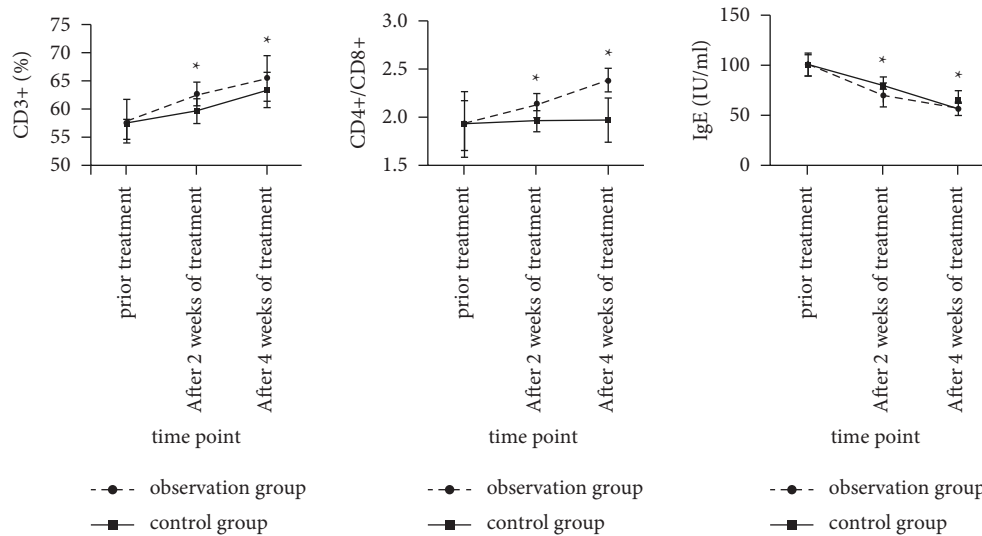 CD3+ (%)
75
70
65
60
55
50
*
*
prior treatment
After 2 weeks of treatment
After 4 weeks of treatment
time point
observation group
control group
CD4+/CD8+
3.0
2.5
2.0
1.5
*
*
prior treatment
After 2 weeks of treatment
After 4 weeks of treatment
time point
observation group
control group
IgE (IU/ml)
150
100
50
0
*
*
prior treatment
After 2 weeks of treatment
After 4 weeks of treatment
time point
observation group
control group